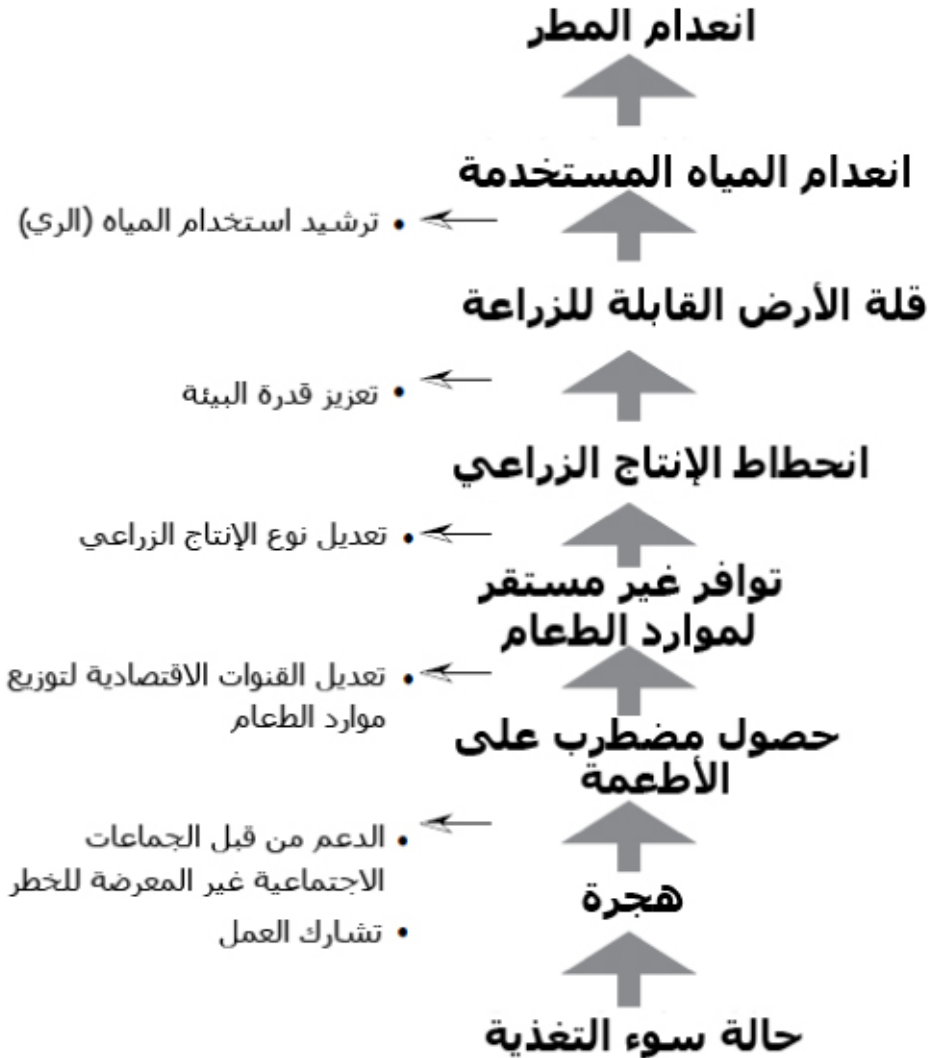 انعدام المطر
انعدام المياه المستخدمة
• ترشيد استخدام المياه (الري)
قلة الأرض القابلة للزراعة
• تعزيز قدرة البيئة
انحطاط الإنتاج الزراعي
• تعديل نوع الإنتاج الزراعي
توافر غير مستقر
لموارد الطعام
• تعديل القنوات الاقتصادية لتوزيع
موارد الطعام
حصول مضطرب على
الأطعمة
• الدعم من قبل الجماعات
الاجتماعية غير المعرضة للخطر
هجرة
• تشارك العمل
حالة سوء التغذية